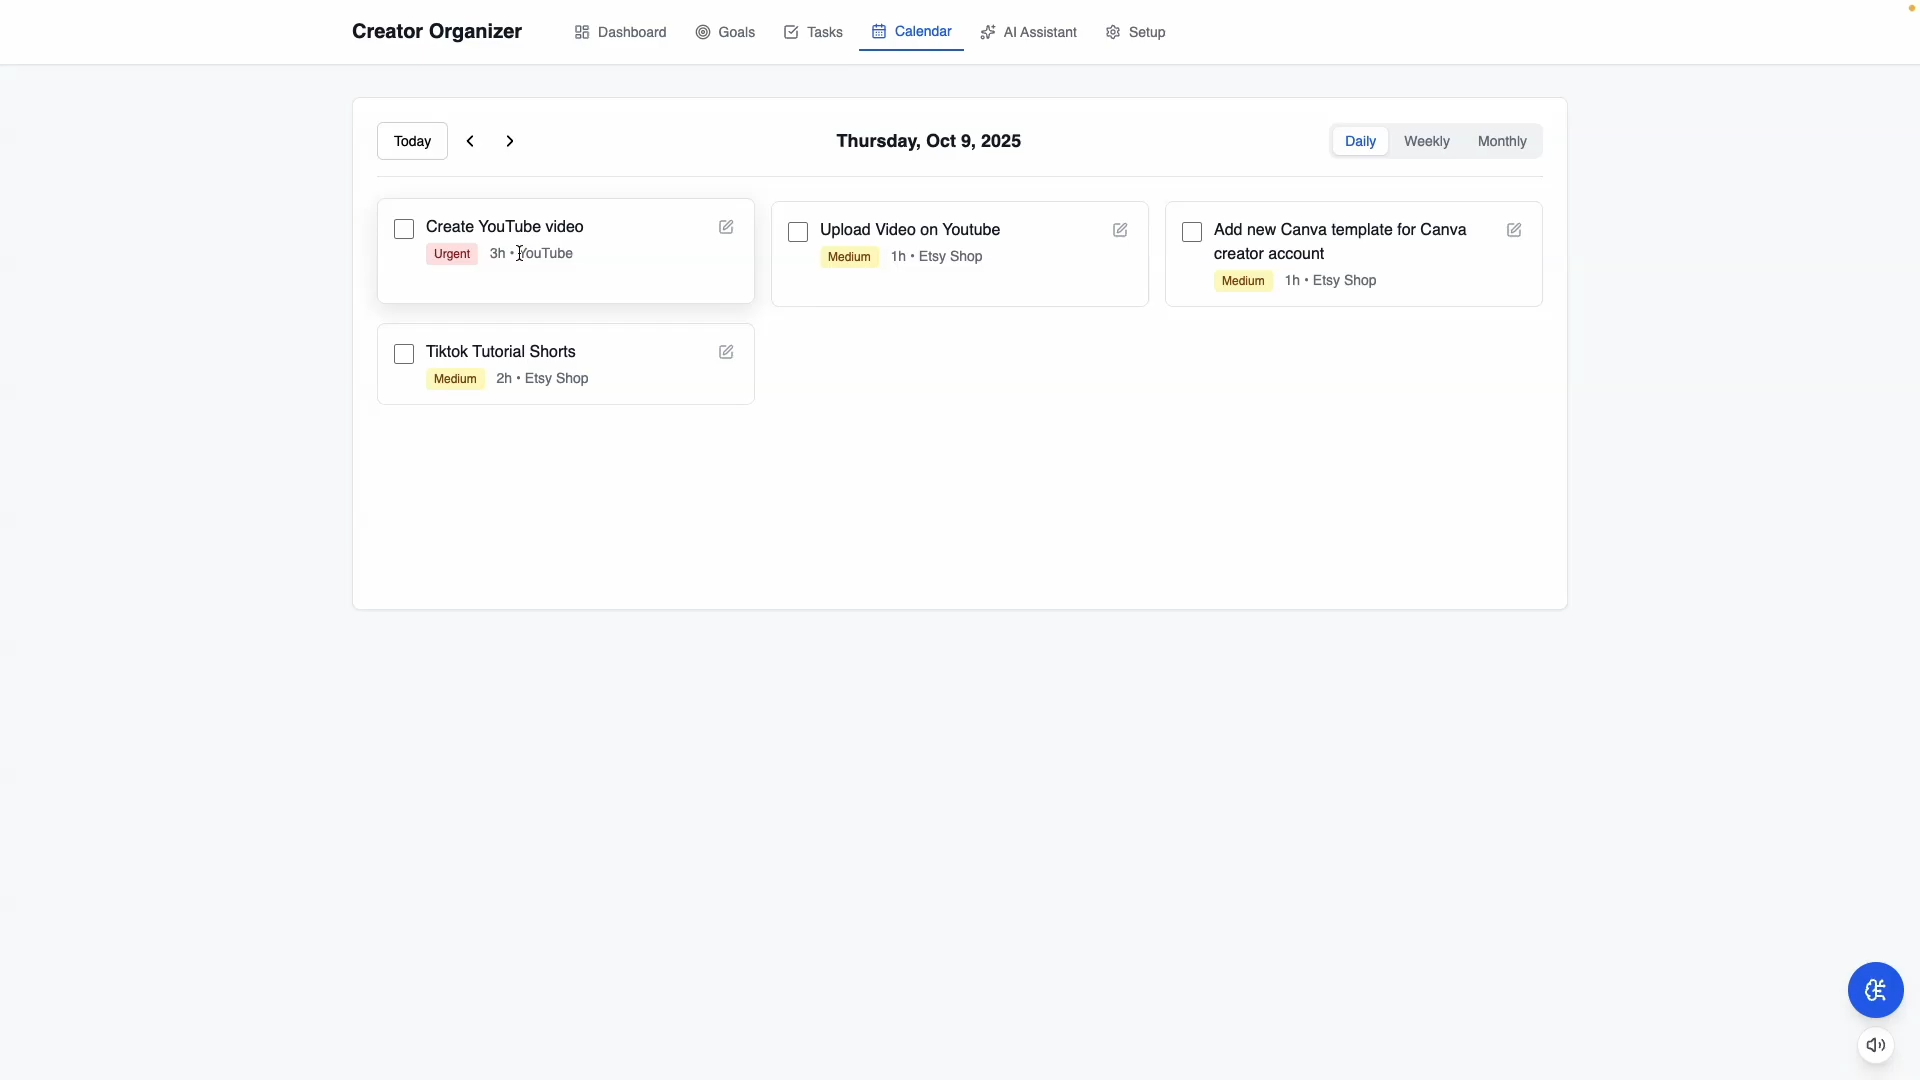 Creator Organizer
Dashboard
Goals
Tasks
Calendar
AI Assistant
Setup
Today
Thursday, Oct 9, 2025
Daily
Weekly
Monthly
Create YouTube video
Urgent 3h • YouTube
Upload Video on Youtube
Medium 1h • Etsy Shop
Add new Canva template for Canva
creator account
Medium 1h • Etsy Shop
Tiktok Tutorial Shorts
Medium 2h • Etsy Shop